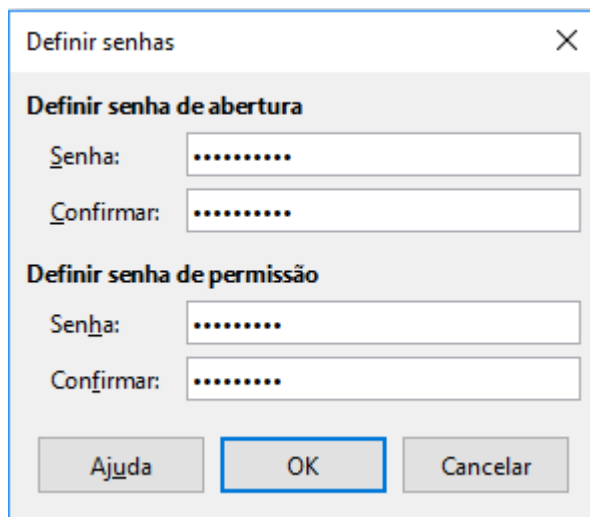 Definir senhas
Definir senha de abertura
Senha: ••••••••••
Confirmar: ••••••••••
Definir senha de permissão
Senha: •••••••••
Confirmar: •••••••••
Ajuda OK Cancelar